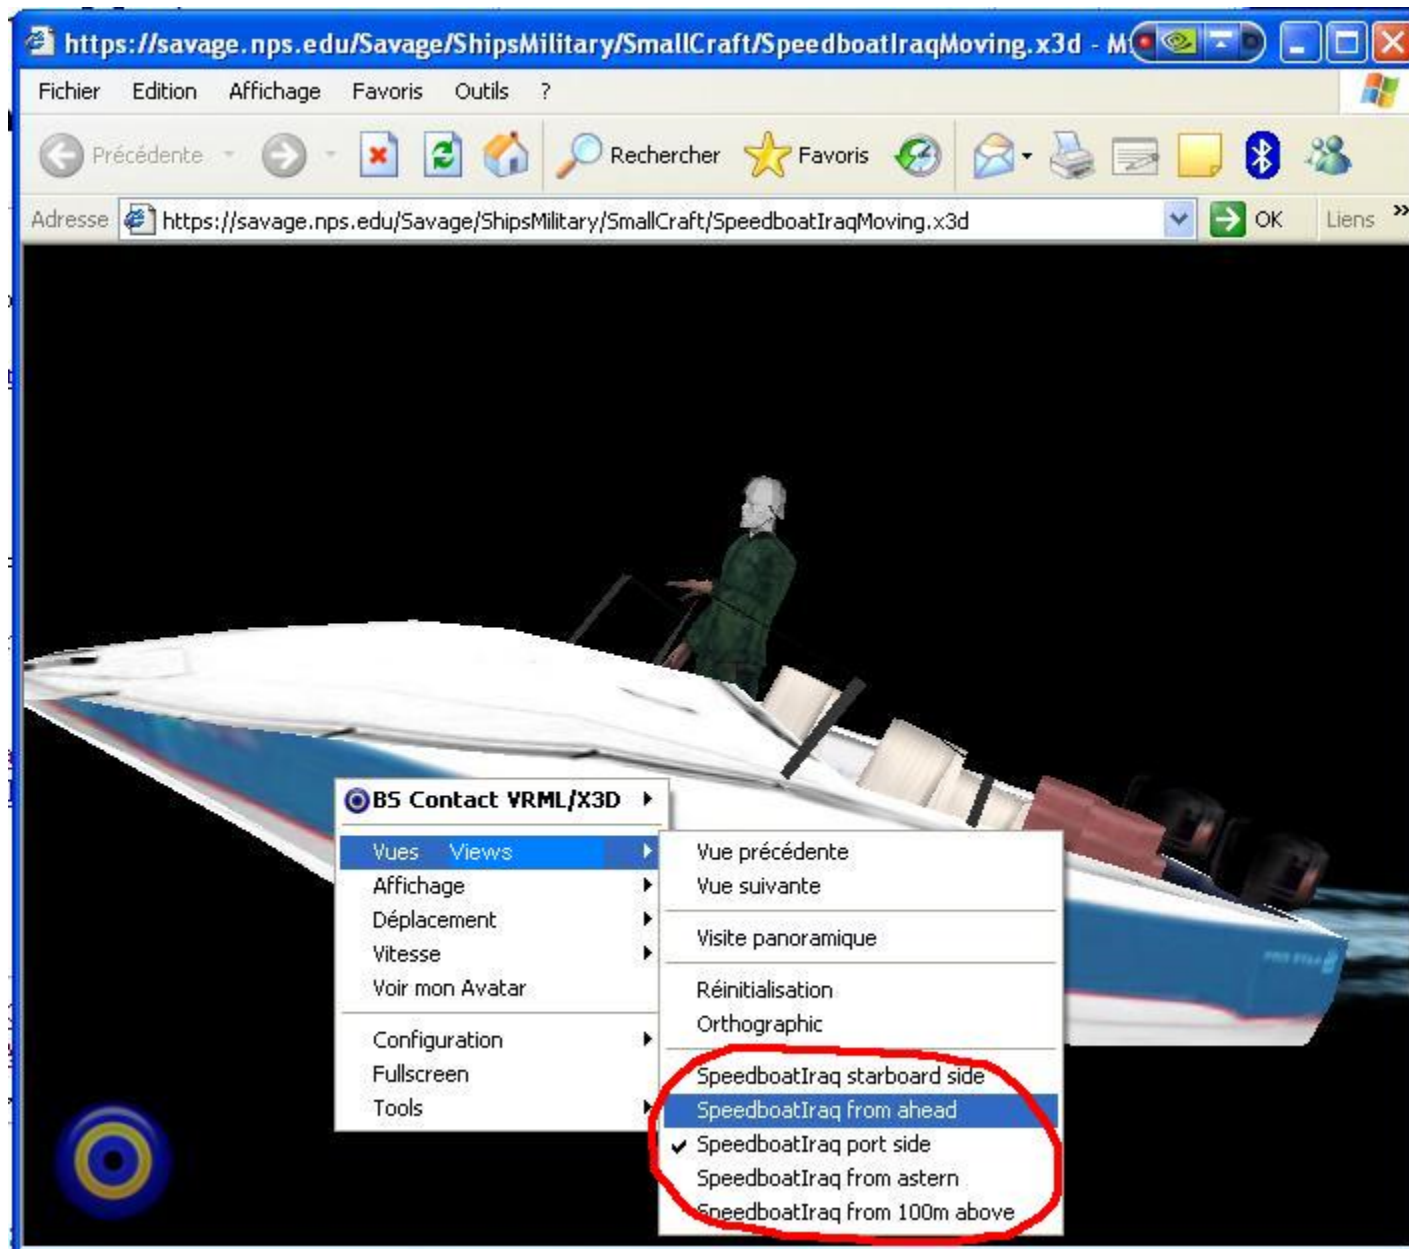 https://savage.nps.edu/Savage/ShipsMilitary/SmallCraft/SpeedboatIraqMoving.x3d - M
Fichier Edition Affichage Favoris Outils ?
Précédente Rechercher Favoris
Adresse https://savage.nps.edu/Savage/ShipsMilitary/SmallCraft/SpeedboatIraqMoving.x3d OK Liens »
BS Contact VRML/X3D
Vues Views
Affichage
Déplacement
Vitesse
Voir mon Avatar
Configuration
Fullscreen
Tools
Vue précédente
Vue suivante
Visite panoramique
Réinitialisation
Orthographic
SpeedboatIraq starboard side
SpeedboatIraq from ahead
SpeedboatIraq port side
SpeedboatIraq from astern
SpeedboatIraq from 100m above